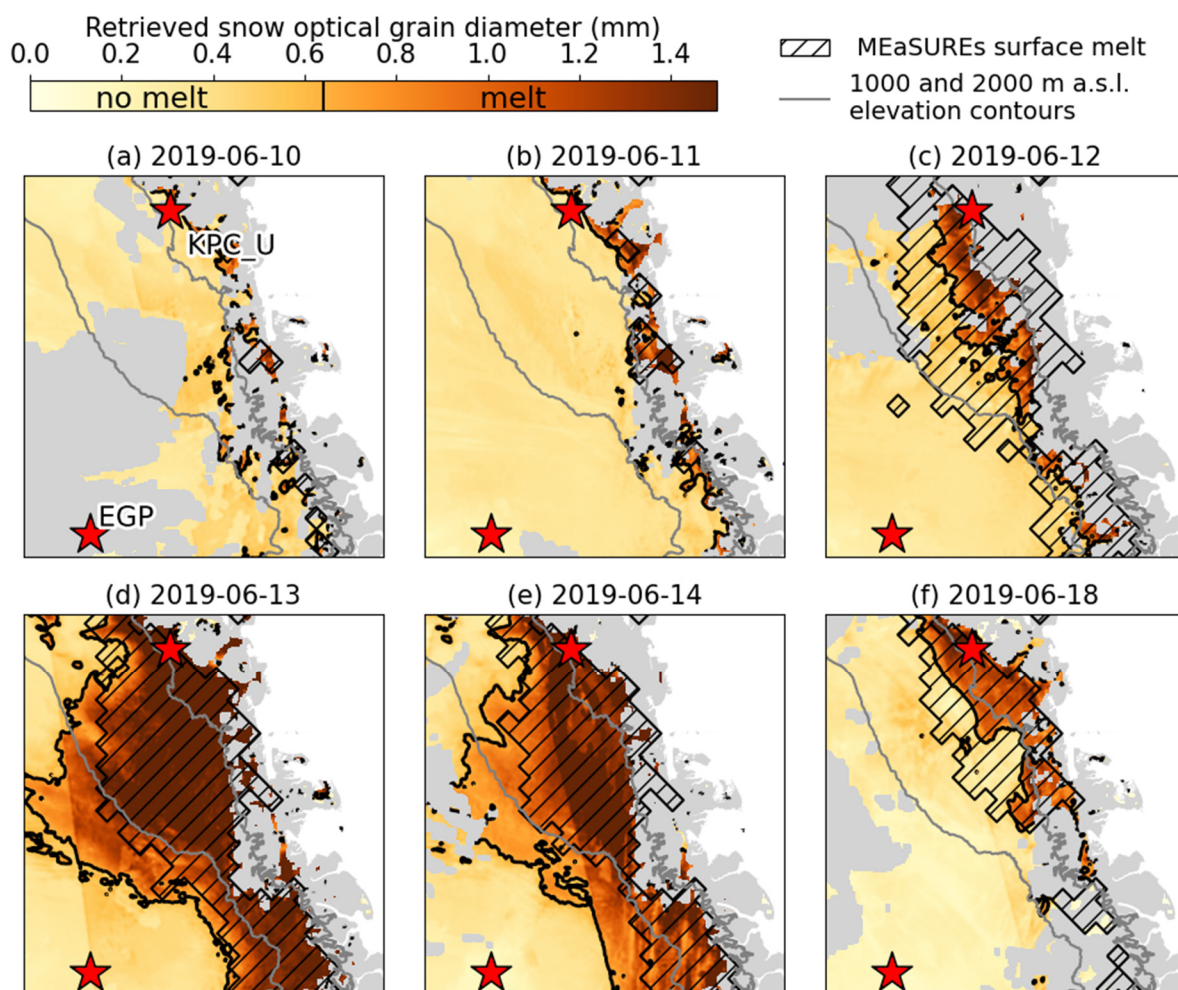 Retrieved snow optical grain diameter (mm)
0.0 0.2 0.4 0.6 0.8 1.0 1.2 1.4
no melt melt
MEaSUREs surface melt
1000 and 2000 m a.s.l.
elevation contours
(a) 2019-06-10
(b) 2019-06-11
(c) 2019-06-12
KPC_U
EGP
(d) 2019-06-13
(e) 2019-06-14
(f) 2019-06-18